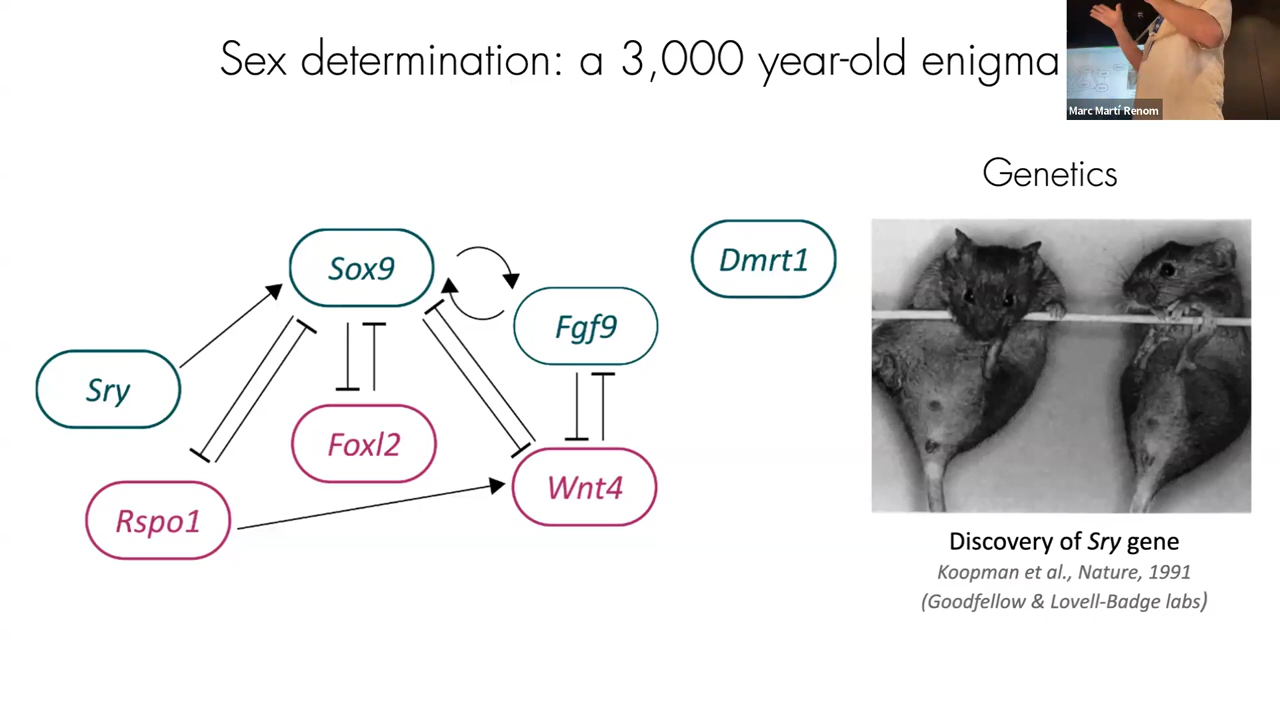 Sex determination: a 3,000 year-old enigma
Marc Martí Renom
Genetics
Sox9
Dmrt1
Fgf9
Sry
Foxl2
Wnt4
Rspo1
Discovery of Sry gene
Koopman et al., Nature, 1991
(Goodfellow & Lovell-Badge labs)